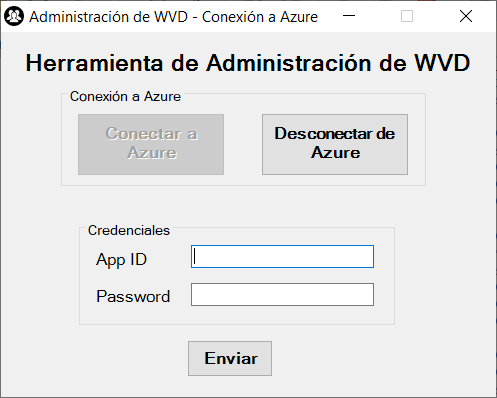 Administración de WVD - Conexión a Azure
Herramienta de Administración de WVD
Conexión a Azure
Conectar a
Azure
Desconectar de
Azure
Credenciales
App ID
Password
Enviar